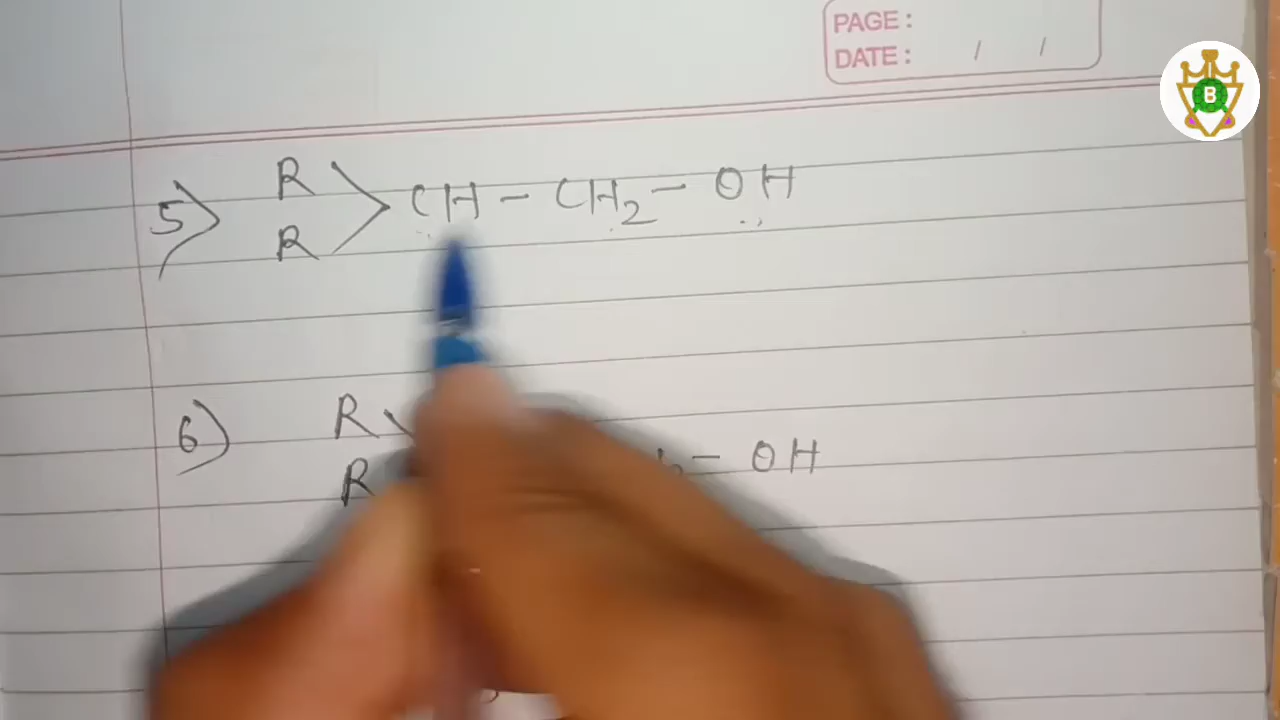 PAGE :
DATE : / /
B
5) R
R > CH - CH2 - OH
6) R
R - OH